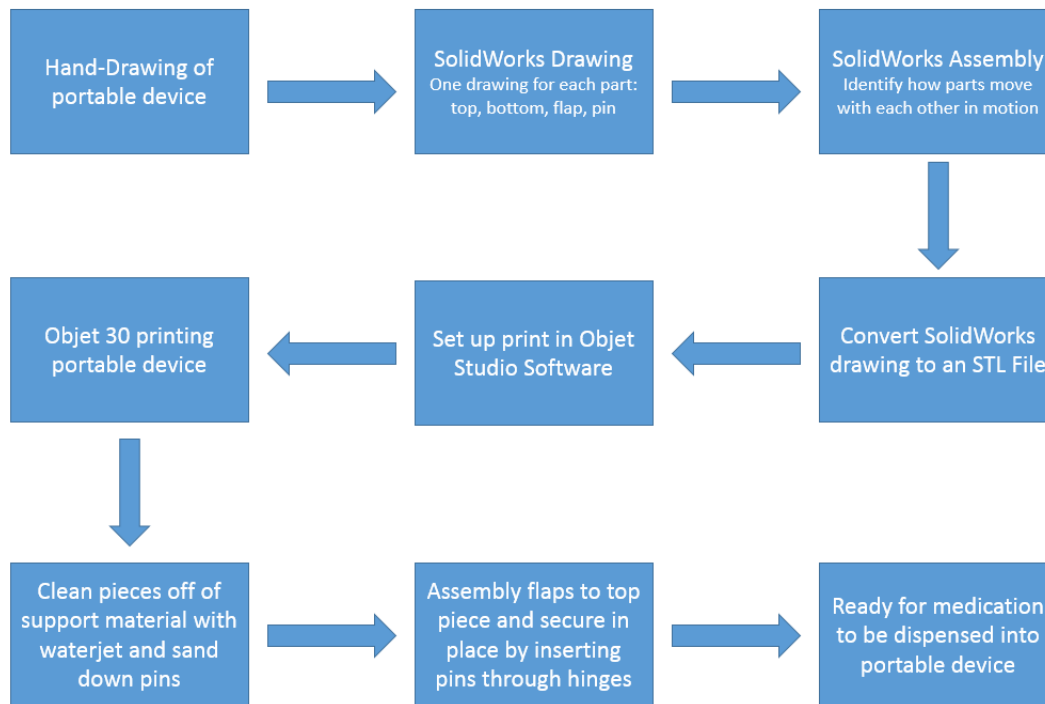 Hand-Drawing of
portable device
SolidWorks Drawing
One drawing for each part:
top, bottom, flap, pin
SolidWorks Assembly
Identify how parts move
with each other in motion
Convert SolidWorks
drawing to an STL File
Set up print in Objet
Studio Software
Objet 30 printing
portable device
Clean pieces off of
support material with
waterjet and sand
down pins
Assembly flaps to top
piece and secure in
place by inserting
pins through hinges
Ready for medication
to be dispensed into
portable device